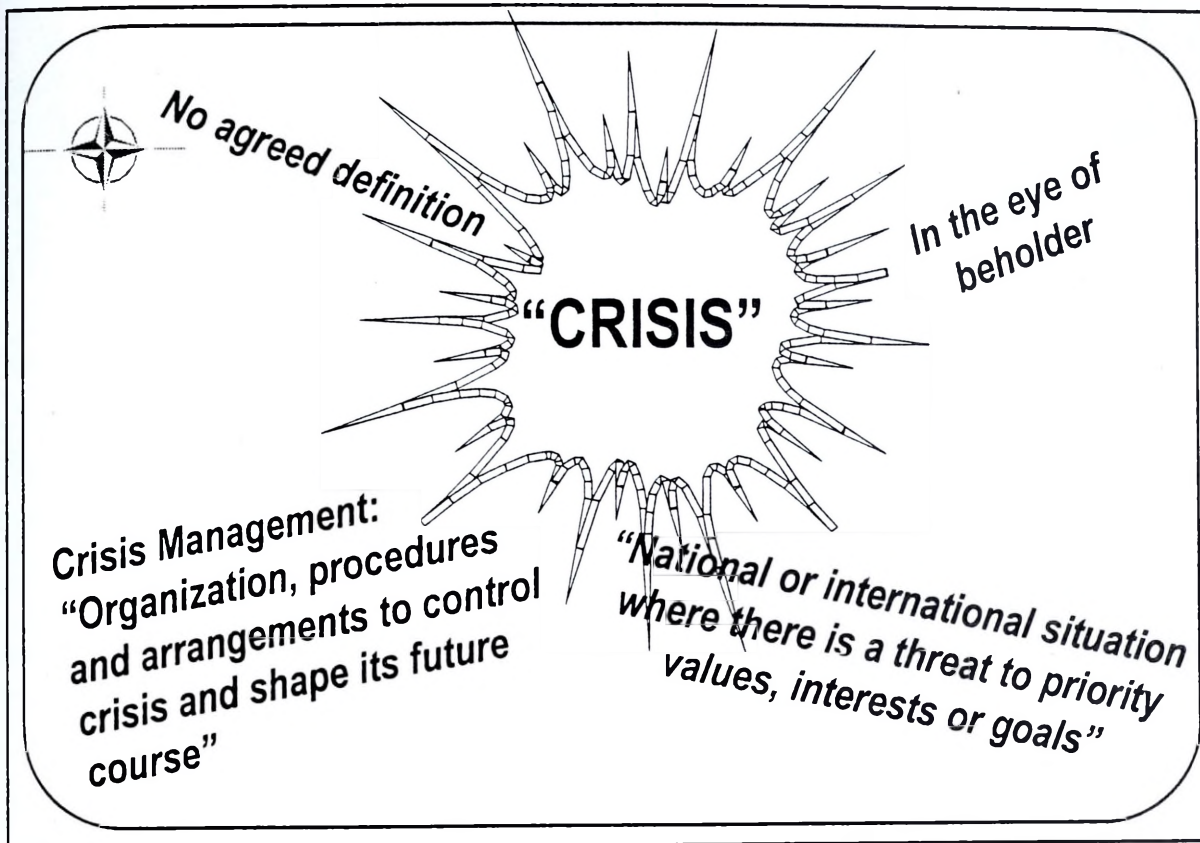 No agreed definition
In the eye of
beholder
“CRISIS”
Crisis Management:
“Organization, procedures
and arrangements to control
crisis and shape its future
course”
“National or international situation
where there is a threat to priority
values, interests or goals”